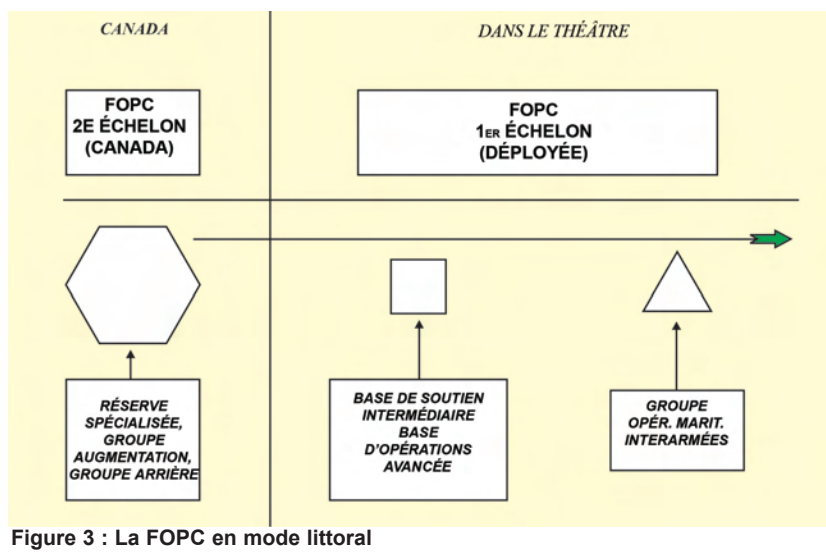 CANADA
DANS LE THÉÂTRE
FOPC
2E ÉCHELON
(CANADA)
FOPC
1ER ÉCHELON
(DÉPLOYÉE)
RÉSERVE
SPÉCIALISÉE,
GROUPE
AUGMENTATION,
GROUPE ARRIÈRE
BASE DE SOUTIEN
INTERMÉDIAIRE
BASE
D'OPÉRATIONS
AVANCÉE
GROUPE
OPÉR. MARIT.
INTERARMÉES
Figure 3 : La FOPC en mode littoral